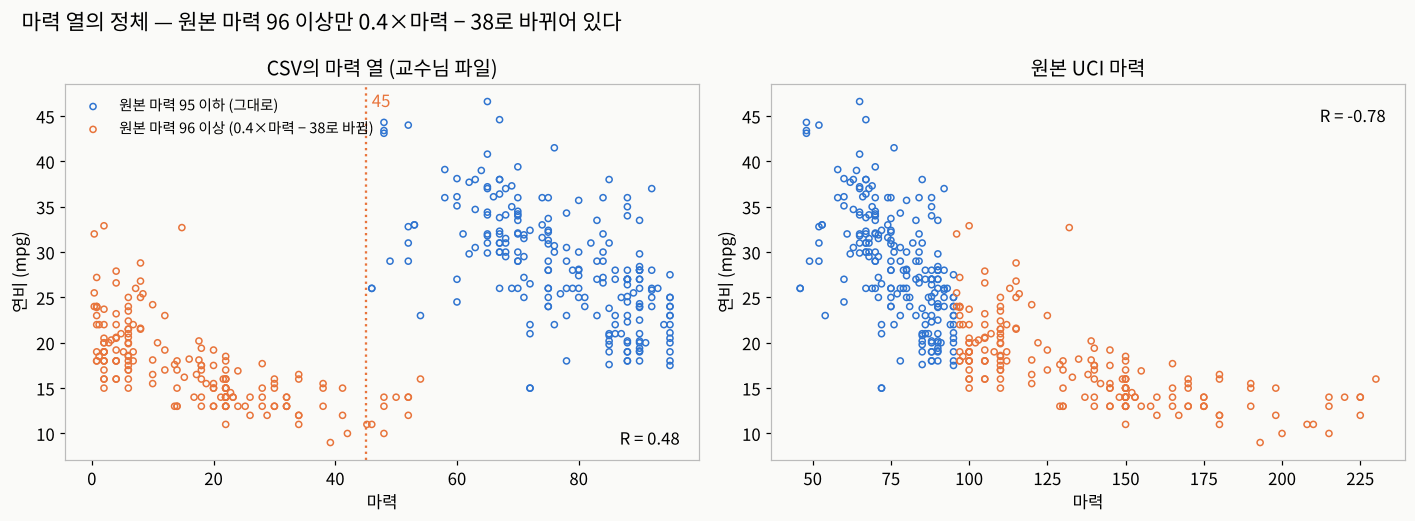 마력 열의 정체 — 원본 마력 96 이상만 0.4×마력 − 38로 바뀌어 있다
CSV의 마력 열 (교수님 파일)
원본 마력 95 이하 (그대로)
원본 마력 96 이상 (0.4×마력 − 38로 바뀜)
45
R = 0.48
45
40
35
30
25
20
15
10
연비 (mpg)
0 20 40 60 80
마력
원본 UCI 마력
R = -0.78
45
40
35
30
25
20
15
10
연비 (mpg)
50 75 100 125 150 175 200 225
마력